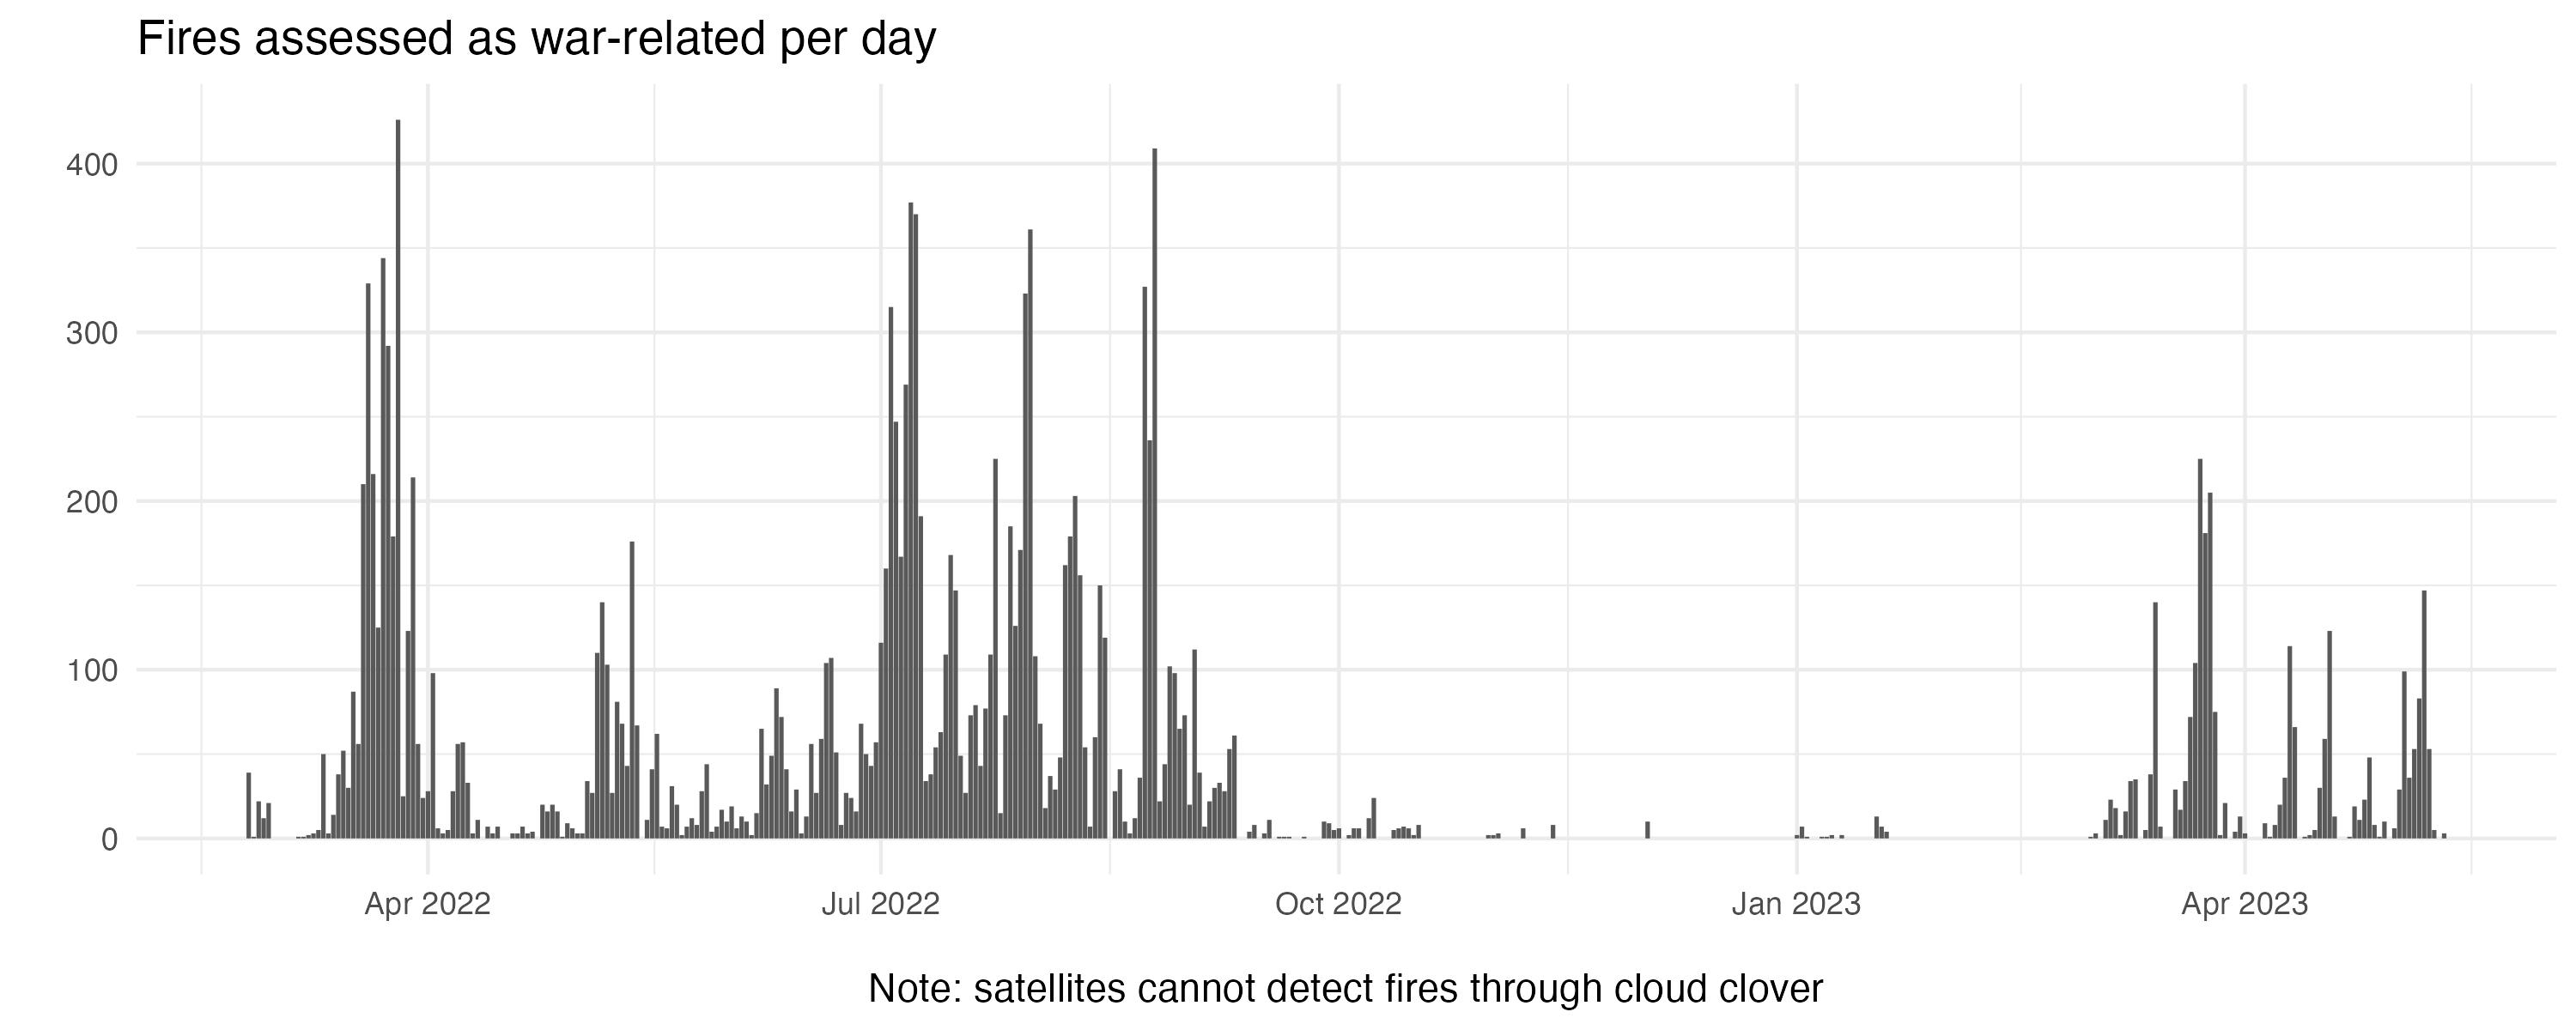 Fires assessed as war-related per day
400
300
200
100
0
Apr 2022
Jul 2022
Oct 2022
Jan 2023
Apr 2023
Note: satellites cannot detect fires through cloud clover